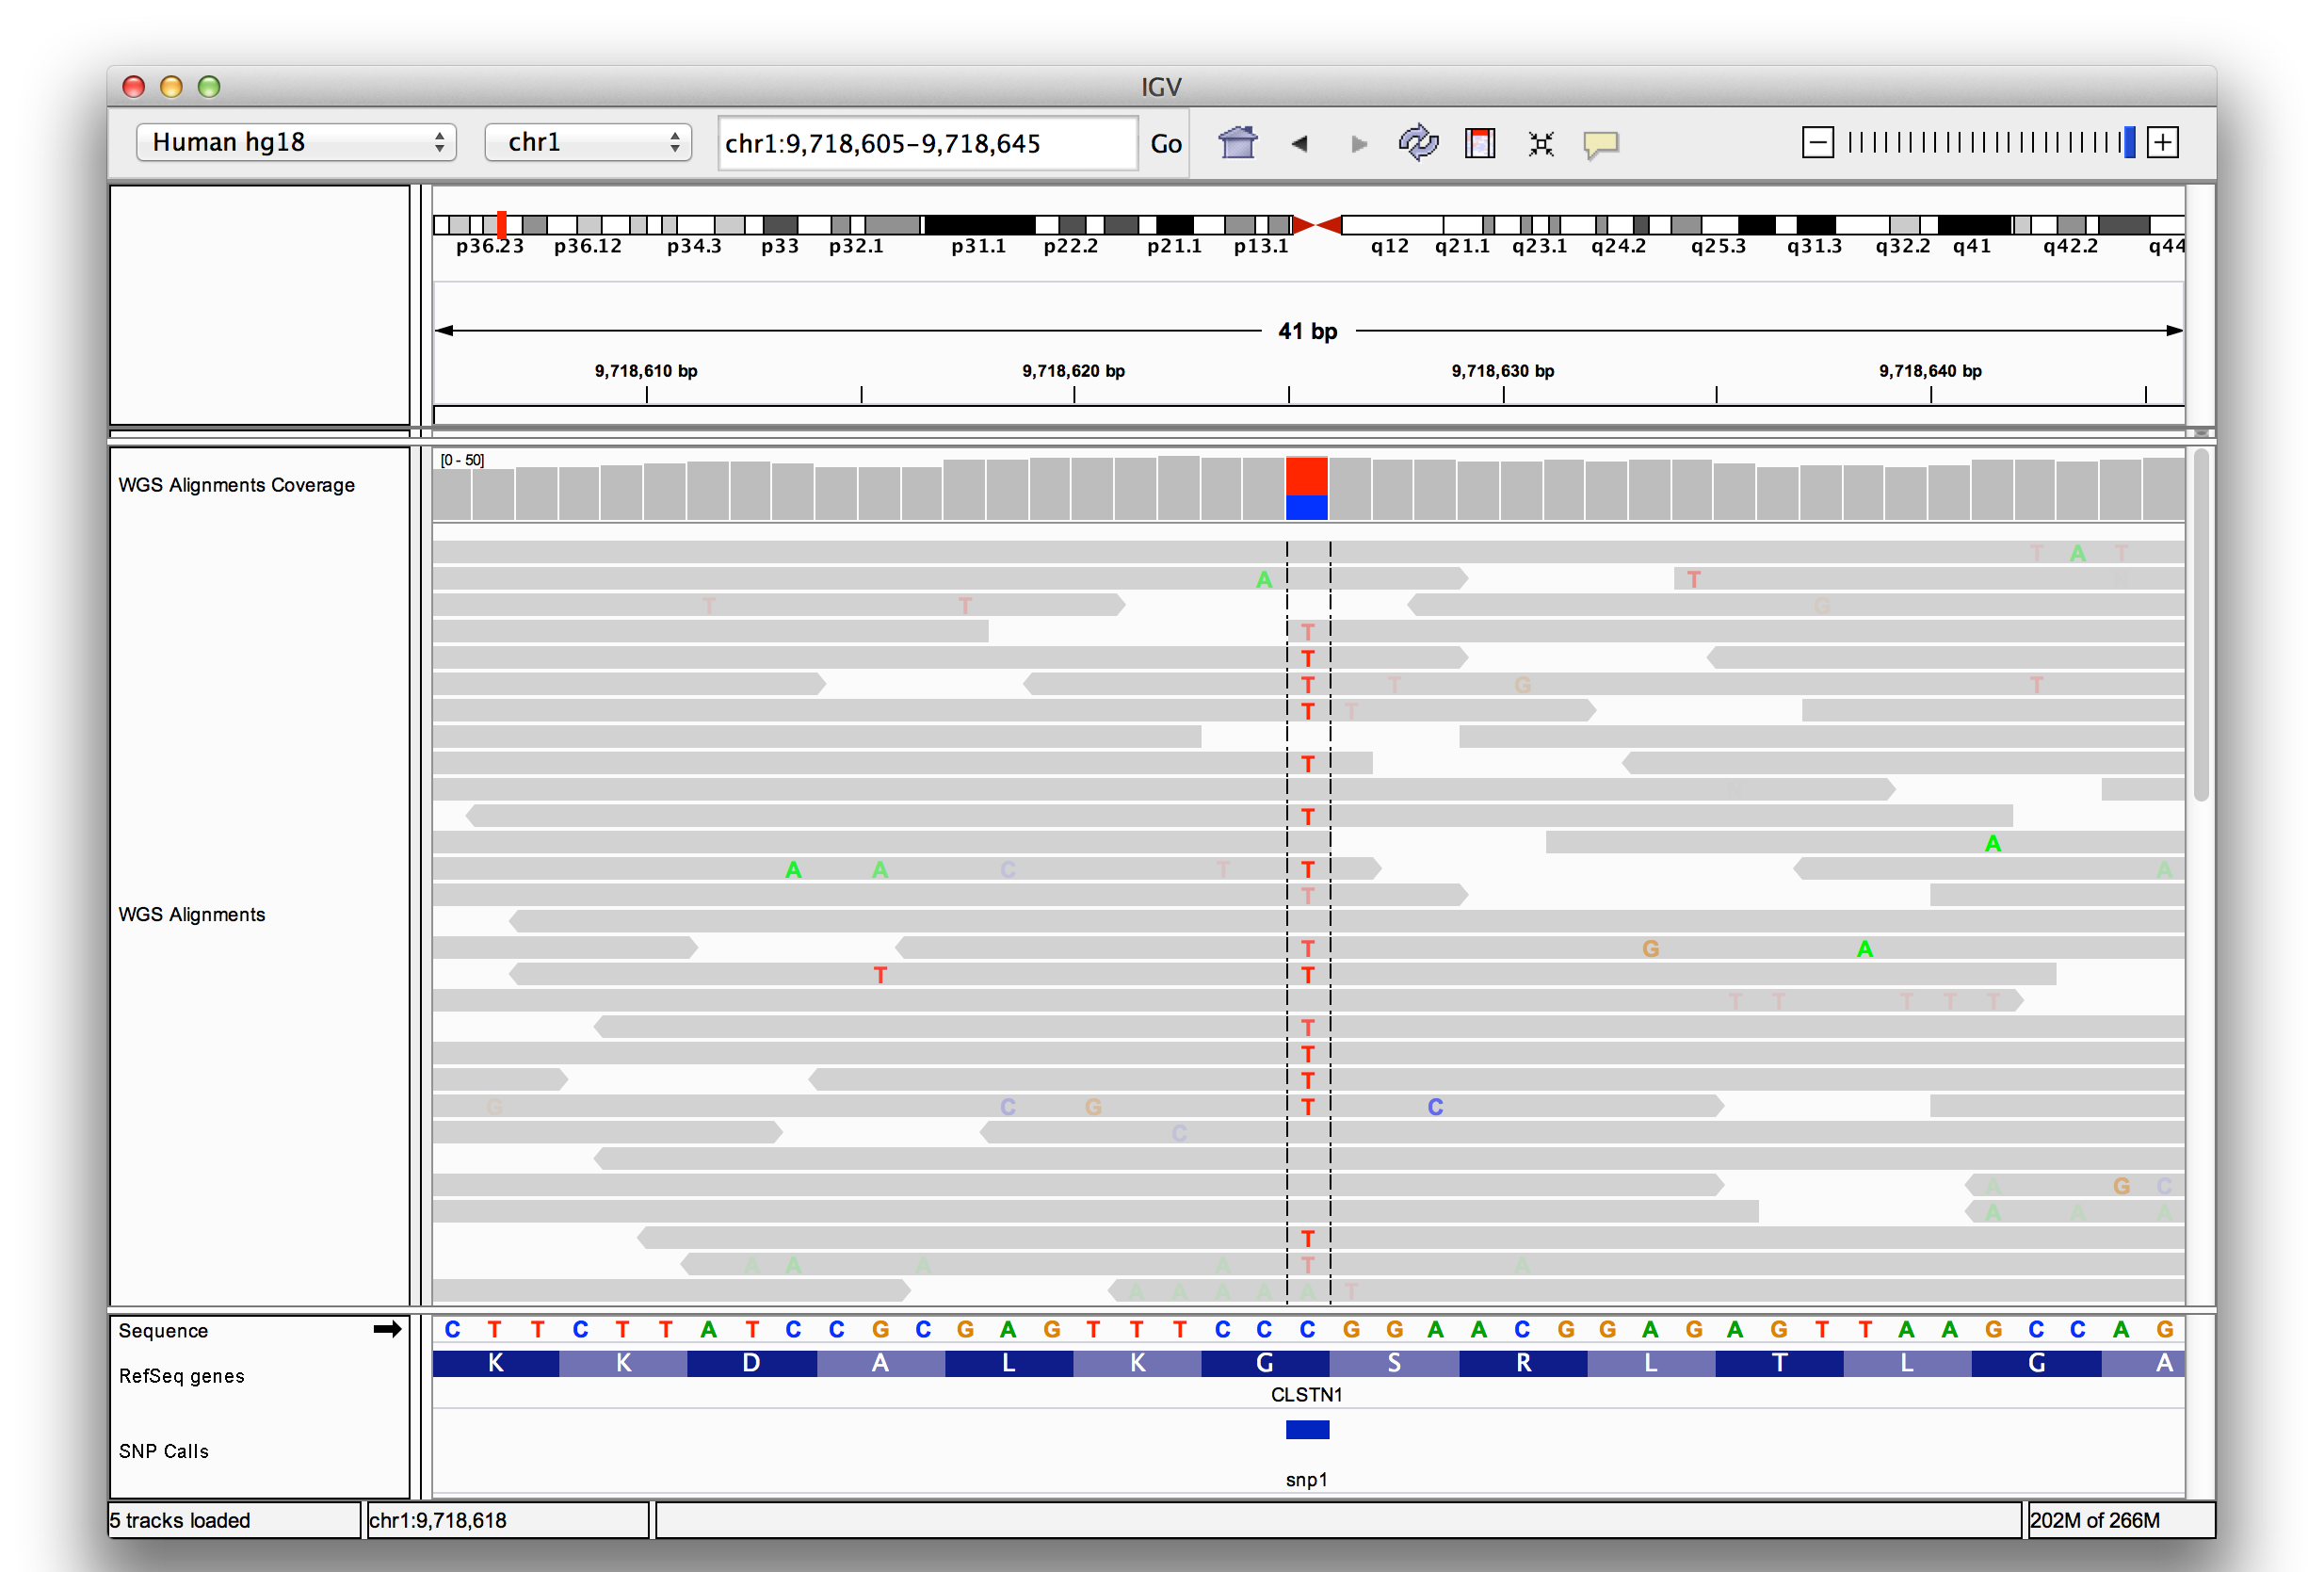 IGV
Human hg18 chr1 chr1:9,718,605-9,718,645 Go
p36.23 p36.12 p34.3 p33 p32.1 p31.1 p22.2 p21.1 p13.1 q12 q21.1 q23.1 q24.2 q25.3 q31.3 q32.2 q41 q42.2 q44
41 bp
9,718,610 bp 9,718,620 bp 9,718,630 bp 9,718,640 bp
[0 - 50]
WGS Alignments Coverage
T A T
A T
T T G
T
T
T T G T
T T
T
T
A
A A C T T A
T
WGS Alignments
T G A
T T
T T T T T
T
T
T
G C G T C
C
A G C
A A A
T
A A A A T A
A A A A A T
Sequence C T T C T T A T C C G C G A G T T T C C C G G A A C G G A G A G T T A A G C C A G
RefSeq genes K K D A L K G S R L T L G A
CLSTN1
SNP Calls
snp1
5 tracks loaded chr1:9,718,618 202M of 266M